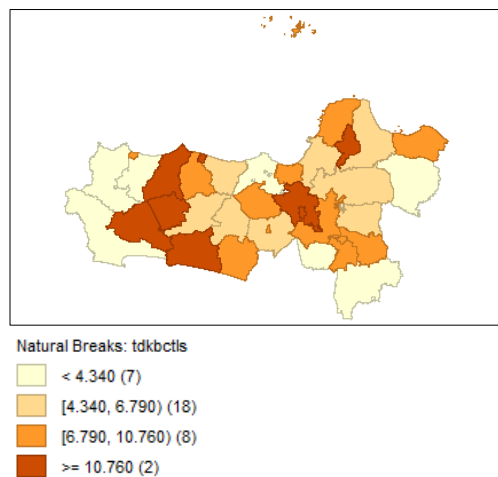 Natural Breaks: tdkbctls
< 4.340 (7)
[4.340, 6.790) (18)
[6.790, 10.760) (8)
>= 10.760 (2)